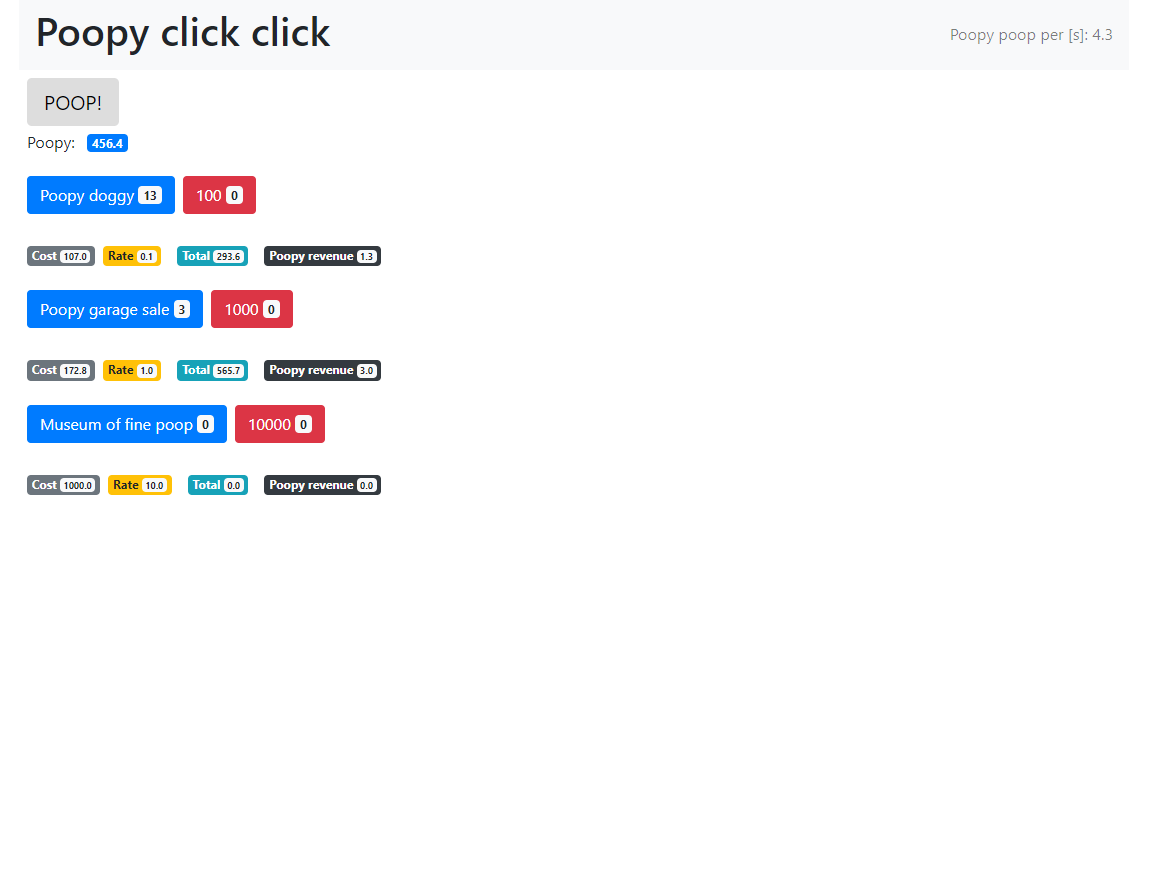 Poopy click click
Poopy poop per [s]: 4.3
POOP!
Poopy: 456.4
Poopy doggy 13 100 0
Cost 107.0 Rate 0.1 Total 293.6 Poopy revenue 1.3
Poopy garage sale 3 1000 0
Cost 172.8 Rate 1.0 Total 565.7 Poopy revenue 3.0
Museum of fine poop 0 10000 0
Cost 1000.0 Rate 10.0 Total 0.0 Poopy revenue 0.0